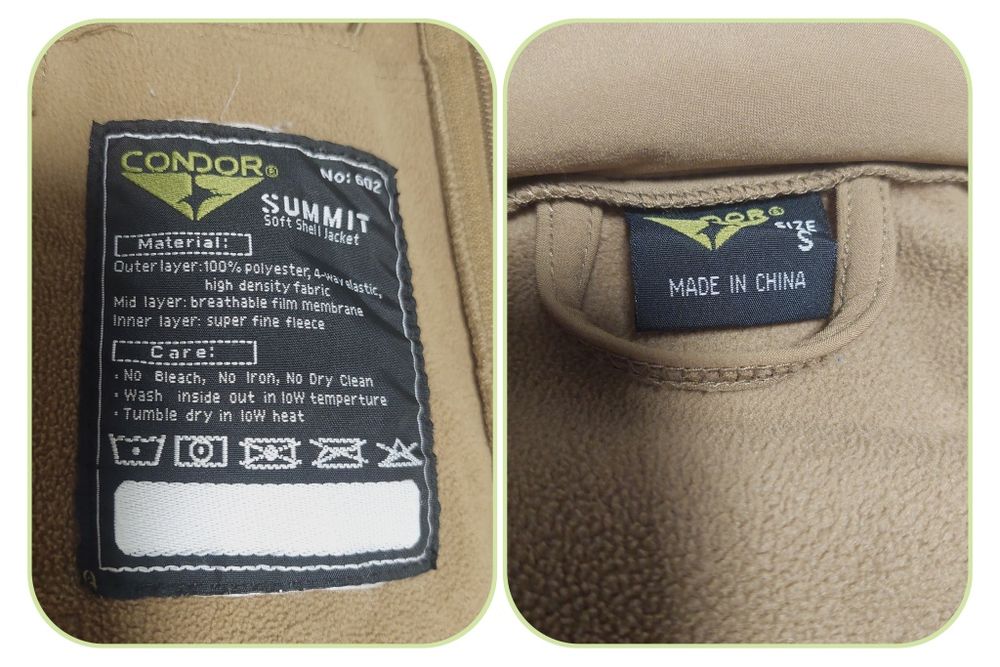 CONDOR®
No: 602
SUMMIT
Soft Shell Jacket
Material:
Outer layer:100% polyester, 4-way elastic,
high density fabric
Mid layer: breathable film membrane
Inner layer: super fine fleece
Care:
· No Bleach, No Iron, No Dry Clean
· Wash inside out in low temperture
· Tumble dry in low heat
SIZE
S
MADE IN CHINA